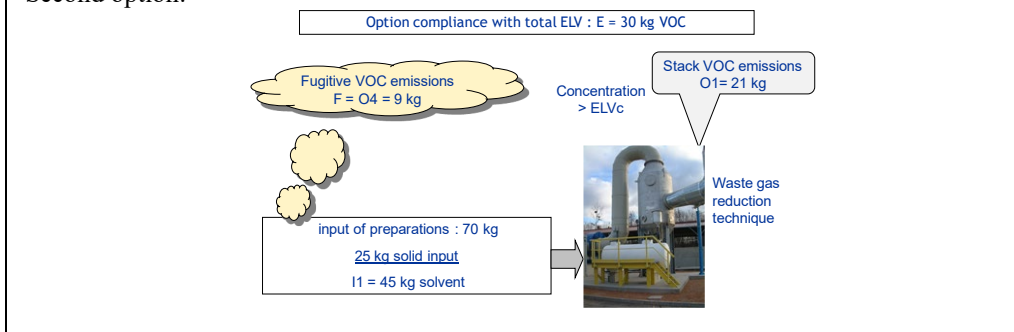 Second option:
Option compliance with total ELV : E = 30 kg VOC
Fugitive VOC emissions
F = O4 = 9 kg
Concentration
> ELVc
Stack VOC emissions
O1= 21 kg
Waste gas
reduction
technique
input of preparations : 70 kg
25 kg solid input
I1 = 45 kg solvent